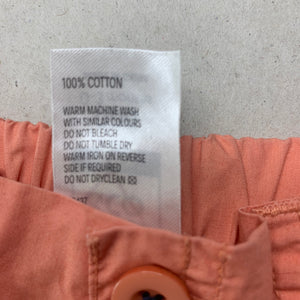 100% COTTON
WARM MACHINE WASH
WITH SIMILAR COLOURS
DO NOT BLEACH
DO NOT TUMBLE DRY
WARM IRON ON REVERSE
SIDE IF REQUIRED
DO NOT DRYCLEAN